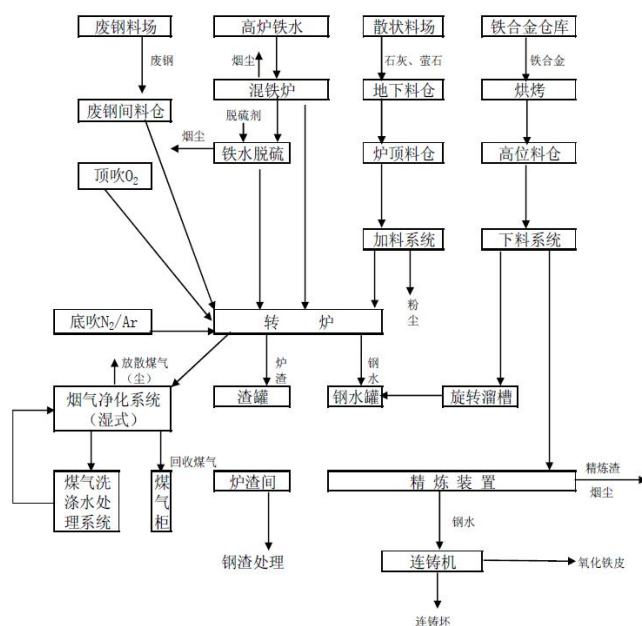 废钢料场
高炉铁水
散状料场
铁合金仓库
废钢
烟尘
石灰、萤石
铁合金
混铁炉
地下料仓
烘烤
废钢间料仓
脱硫剂
烟尘
铁水脱硫
炉顶料仓
高位料仓
顶吹O₂
加料系统
下料系统
粉
尘
底吹N₂/Ar
转 炉
放散煤气
（尘）
炉
渣
钢
水
烟气净化系统
（湿式）
渣罐
钢水罐
旋转溜槽
回收煤气
煤气洗
涤水处
理系统
煤
气
柜
炉渣间
精 炼 装 置
精炼渣
烟尘
钢水
钢渣处理
连铸机
氧化铁皮
连铸坯